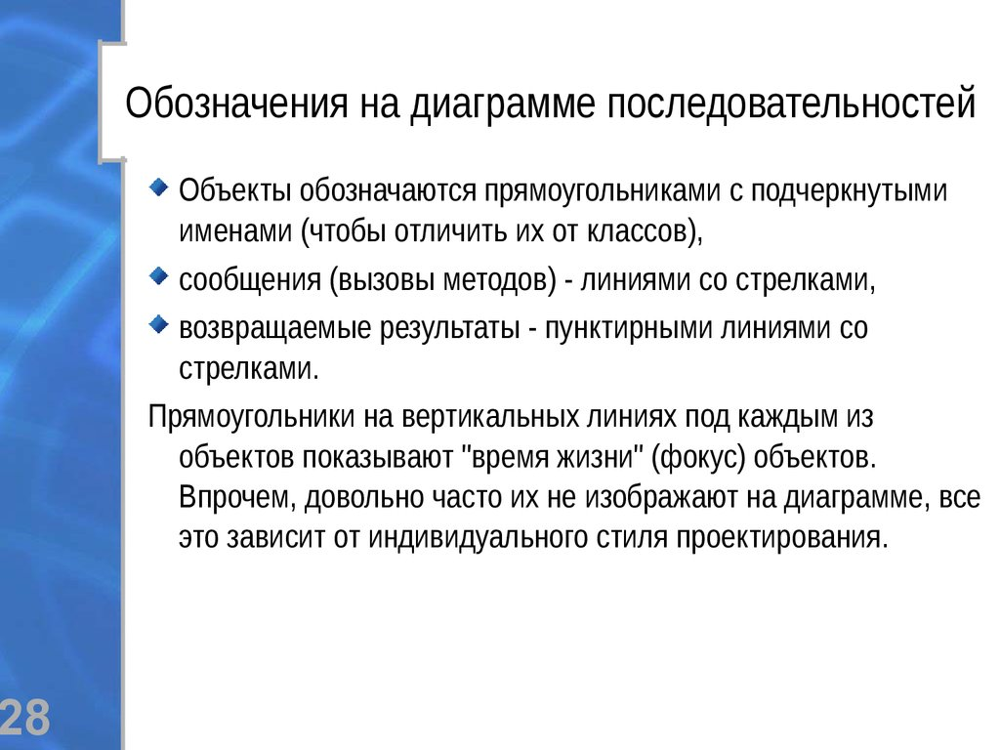 Обозначения на диаграмме последовательностей
Объекты обозначаются прямоугольниками с подчеркнутыми
именами (чтобы отличить их от классов),
сообщения (вызовы методов) - линиями со стрелками,
возвращаемые результаты - пунктирными линиями со
стрелками.
Прямоугольники на вертикальных линиях под каждым из
объектов показывают "время жизни" (фокус) объектов.
Впрочем, довольно часто их не изображают на диаграмме, все
это зависит от индивидуального стиля проектирования.
28